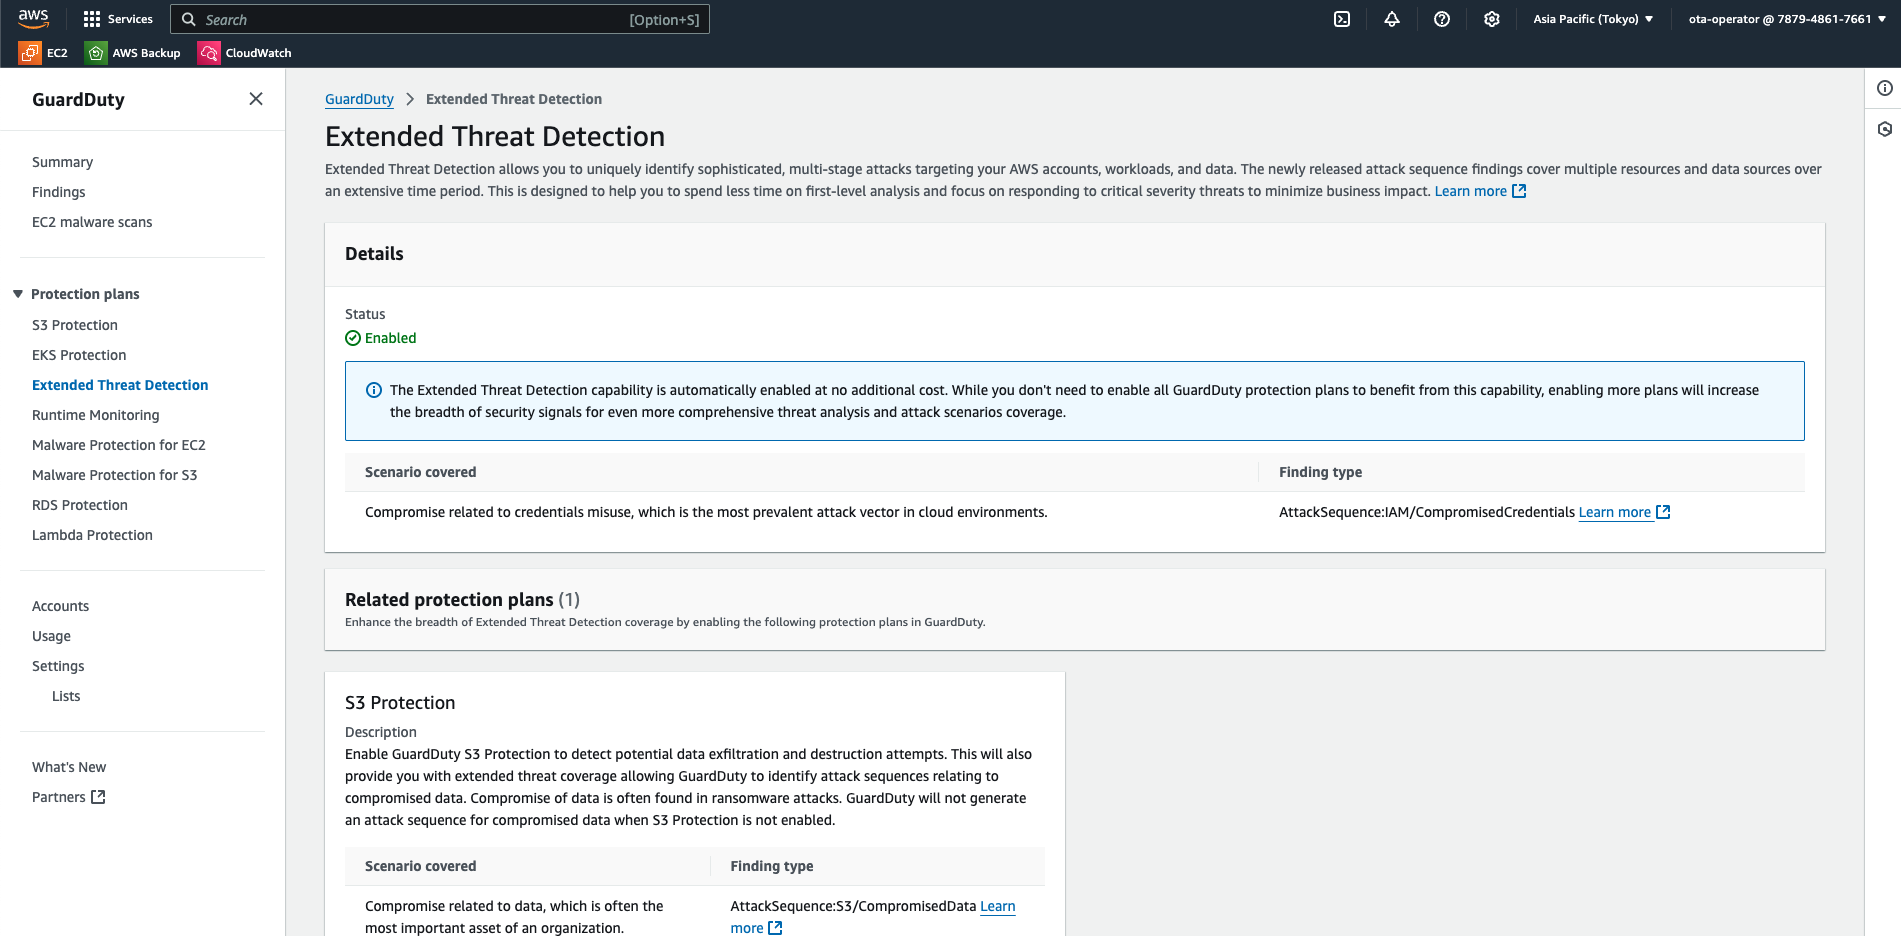 aws
Services
Search
[Option+S]
Asia Pacific (Tokyo)
ota-operator @ 7879-4861-7661
EC2
AWS Backup
CloudWatch
GuardDuty
Summary
Findings
EC2 malware scans
Protection plans
S3 Protection
EKS Protection
Extended Threat Detection
Runtime Monitoring
Malware Protection for EC2
Malware Protection for S3
RDS Protection
Lambda Protection
Accounts
Usage
Settings
Lists
What's New
Partners
GuardDuty
Extended Threat Detection
Extended Threat Detection
Extended Threat Detection allows you to uniquely identify sophisticated, multi-stage attacks targeting your AWS accounts, workloads, and data. The newly released attack sequence findings cover multiple resources and data sources over
an extensive time period. This is designed to help you to spend less time on first-level analysis and focus on responding to critical severity threats to minimize business impact. Learn more
Details
Status
Enabled
The Extended Threat Detection capability is automatically enabled at no additional cost. While you don't need to enable all GuardDuty protection plans to benefit from this capability, enabling more plans will increase
the breadth of security signals for even more comprehensive threat analysis and attack scenarios coverage.
Scenario covered
Finding type
Compromise related to credentials misuse, which is the most prevalent attack vector in cloud environments.
AttackSequence:IAM/CompromisedCredentials Learn more
Related protection plans (1)
Enhance the breadth of Extended Threat Detection coverage by enabling the following protection plans in GuardDuty.
S3 Protection
Description
Enable GuardDuty S3 Protection to detect potential data exfiltration and destruction attempts. This will also
provide you with extended threat coverage allowing GuardDuty to identify attack sequences relating to
compromised data. Compromise of data is often found in ransomware attacks. GuardDuty will not generate
an attack sequence for compromised data when S3 Protection is not enabled.
Scenario covered
Finding type
Compromise related to data, which is often the
most important asset of an organization.
AttackSequence:S3/CompromisedData Learn
more